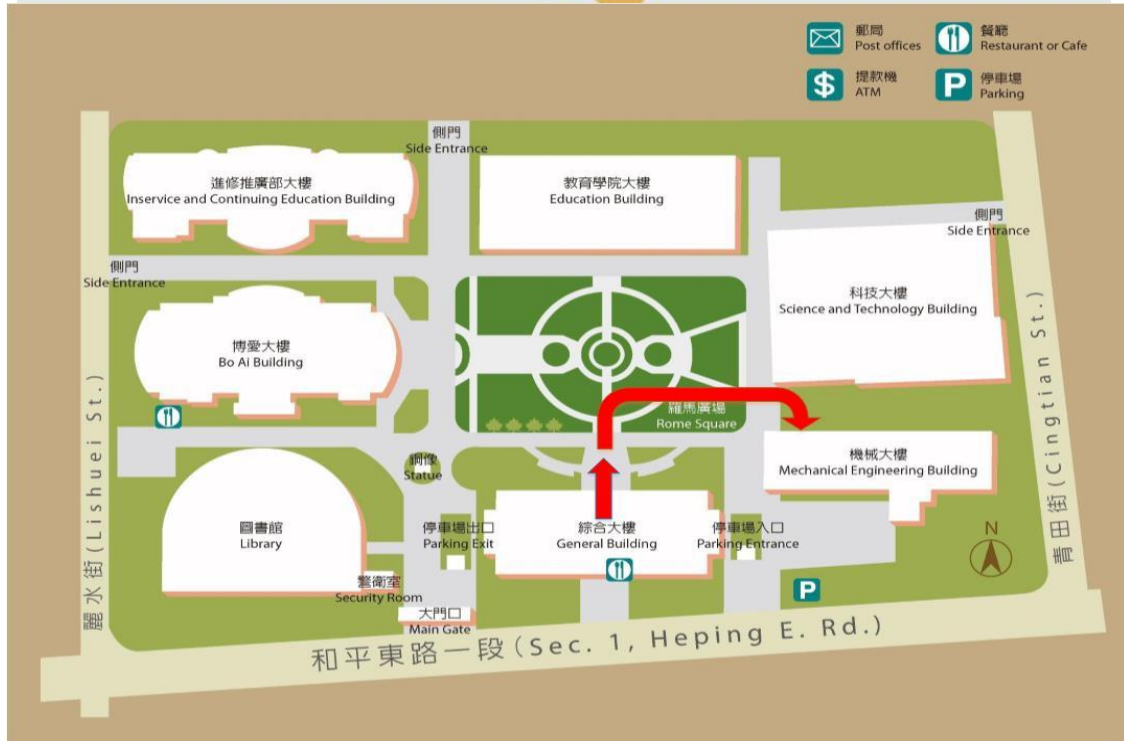 郵局
Post offices
餐廳
Restaurant or Cafe
提款機
ATM
$
停車場
Parking
P
側門
Side Entrance
進修推廣部大樓
Inservice and Continuing Education Building
教育學院大樓
Education Building
側門
Side Entrance
側門
Side Entrance
科技大樓
Science and Technology Building
博愛大樓
Bo Ai Building
羅馬廣場
Rome Square
機械大樓
Mechanical Engineering Building
銅像
Statue
圖書館
Library
停車場出口
Parking Exit
綜合大樓
General Building
停車場入口
Parking Entrance
N
警衛室
Security Room
P
大門口
Main Gate
麗水街(Lishuei St.)
青田街(Cingtian St.)
和平東路一段(Sec. 1, Heping E. Rd.)